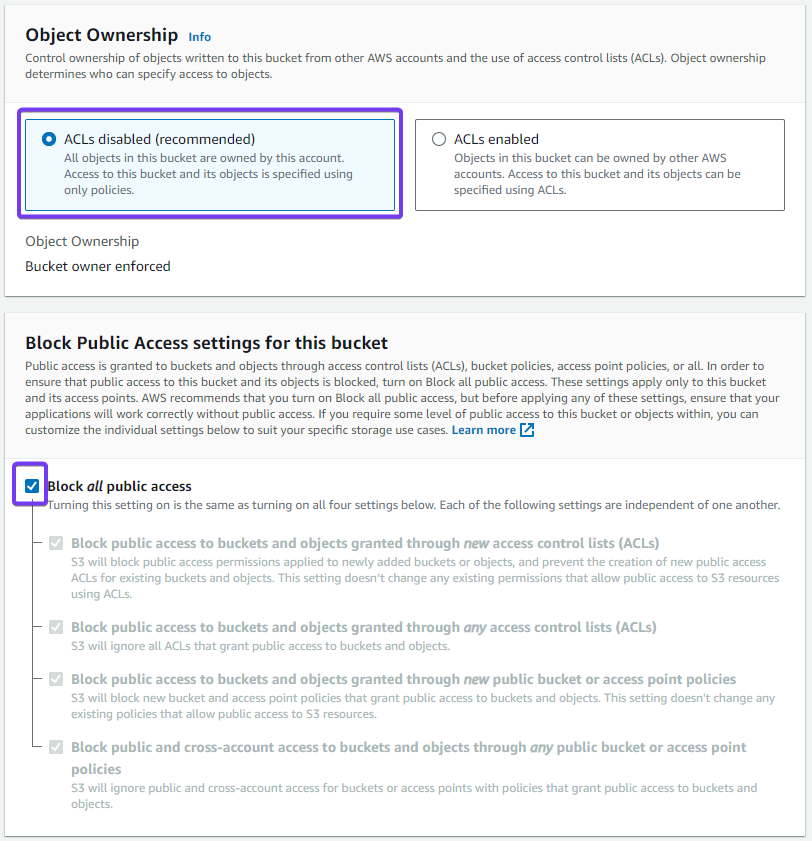 Object Ownership Info
Control ownership of objects written to this bucket from other AWS accounts and the use of access control lists (ACLs). Object ownership
determines who can specify access to objects.
ACLs disabled (recommended)
All objects in this bucket are owned by this account.
Access to this bucket and its objects is specified using
only policies.
ACLs enabled
Objects in this bucket can be owned by other AWS
accounts. Access to this bucket and its objects can be
specified using ACLs.
Object Ownership
Bucket owner enforced
Block Public Access settings for this bucket
Public access is granted to buckets and objects through access control lists (ACLs), bucket policies, access point policies, or all. In order to
ensure that public access to this bucket and its objects is blocked, turn on Block all public access. These settings apply only to this bucket
and its access points. AWS recommends that you turn on Block all public access, but before applying any of these settings, ensure that your
applications will work correctly without public access. If you require some level of public access to this bucket or objects within, you can
customize the individual settings below to suit your specific storage use cases. Learn more
Block all public access
Turning this setting on is the same as turning on all four settings below. Each of the following settings are independent of one another.
Block public access to buckets and objects granted through new access control lists (ACLs)
S3 will block public access permissions applied to newly added buckets or objects, and prevent the creation of new public access
ACLs for existing buckets and objects. This setting doesn't change any existing permissions that allow public access to S3 resources
using ACLs.
Block public access to buckets and objects granted through any access control lists (ACLs)
S3 will ignore all ACLs that grant public access to buckets and objects.
Block public access to buckets and objects granted through new public bucket or access point policies
S3 will block new bucket and access point policies that grant public access to buckets and objects. This setting doesn't change any
existing policies that allow public access to S3 resources.
Block public and cross-account access to buckets and objects through any public bucket or access point
policies
S3 will ignore public and cross-account access for buckets or access points with policies that grant public access to buckets and
objects.